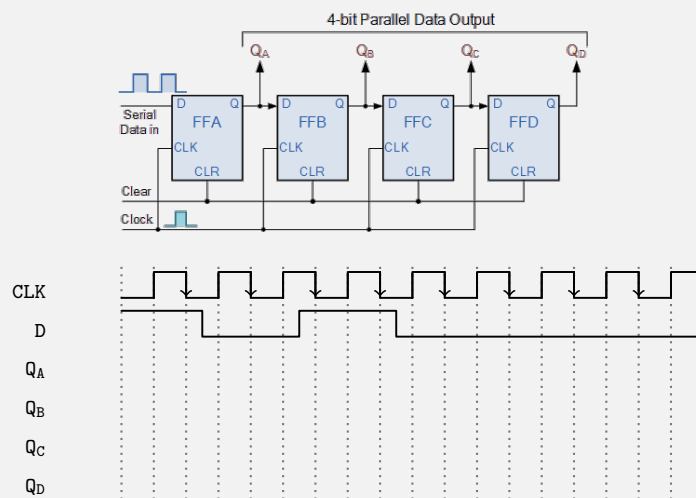 4-bit Parallel Data Output
QA QB QC QD
D Q D Q D Q D Q
FFA FFB FFC FFD
Serial
Data in
CLK CLK CLK CLK
CLR CLR CLR CLR
Clear
Clock
CLK
D
QA
QB
QC
QD